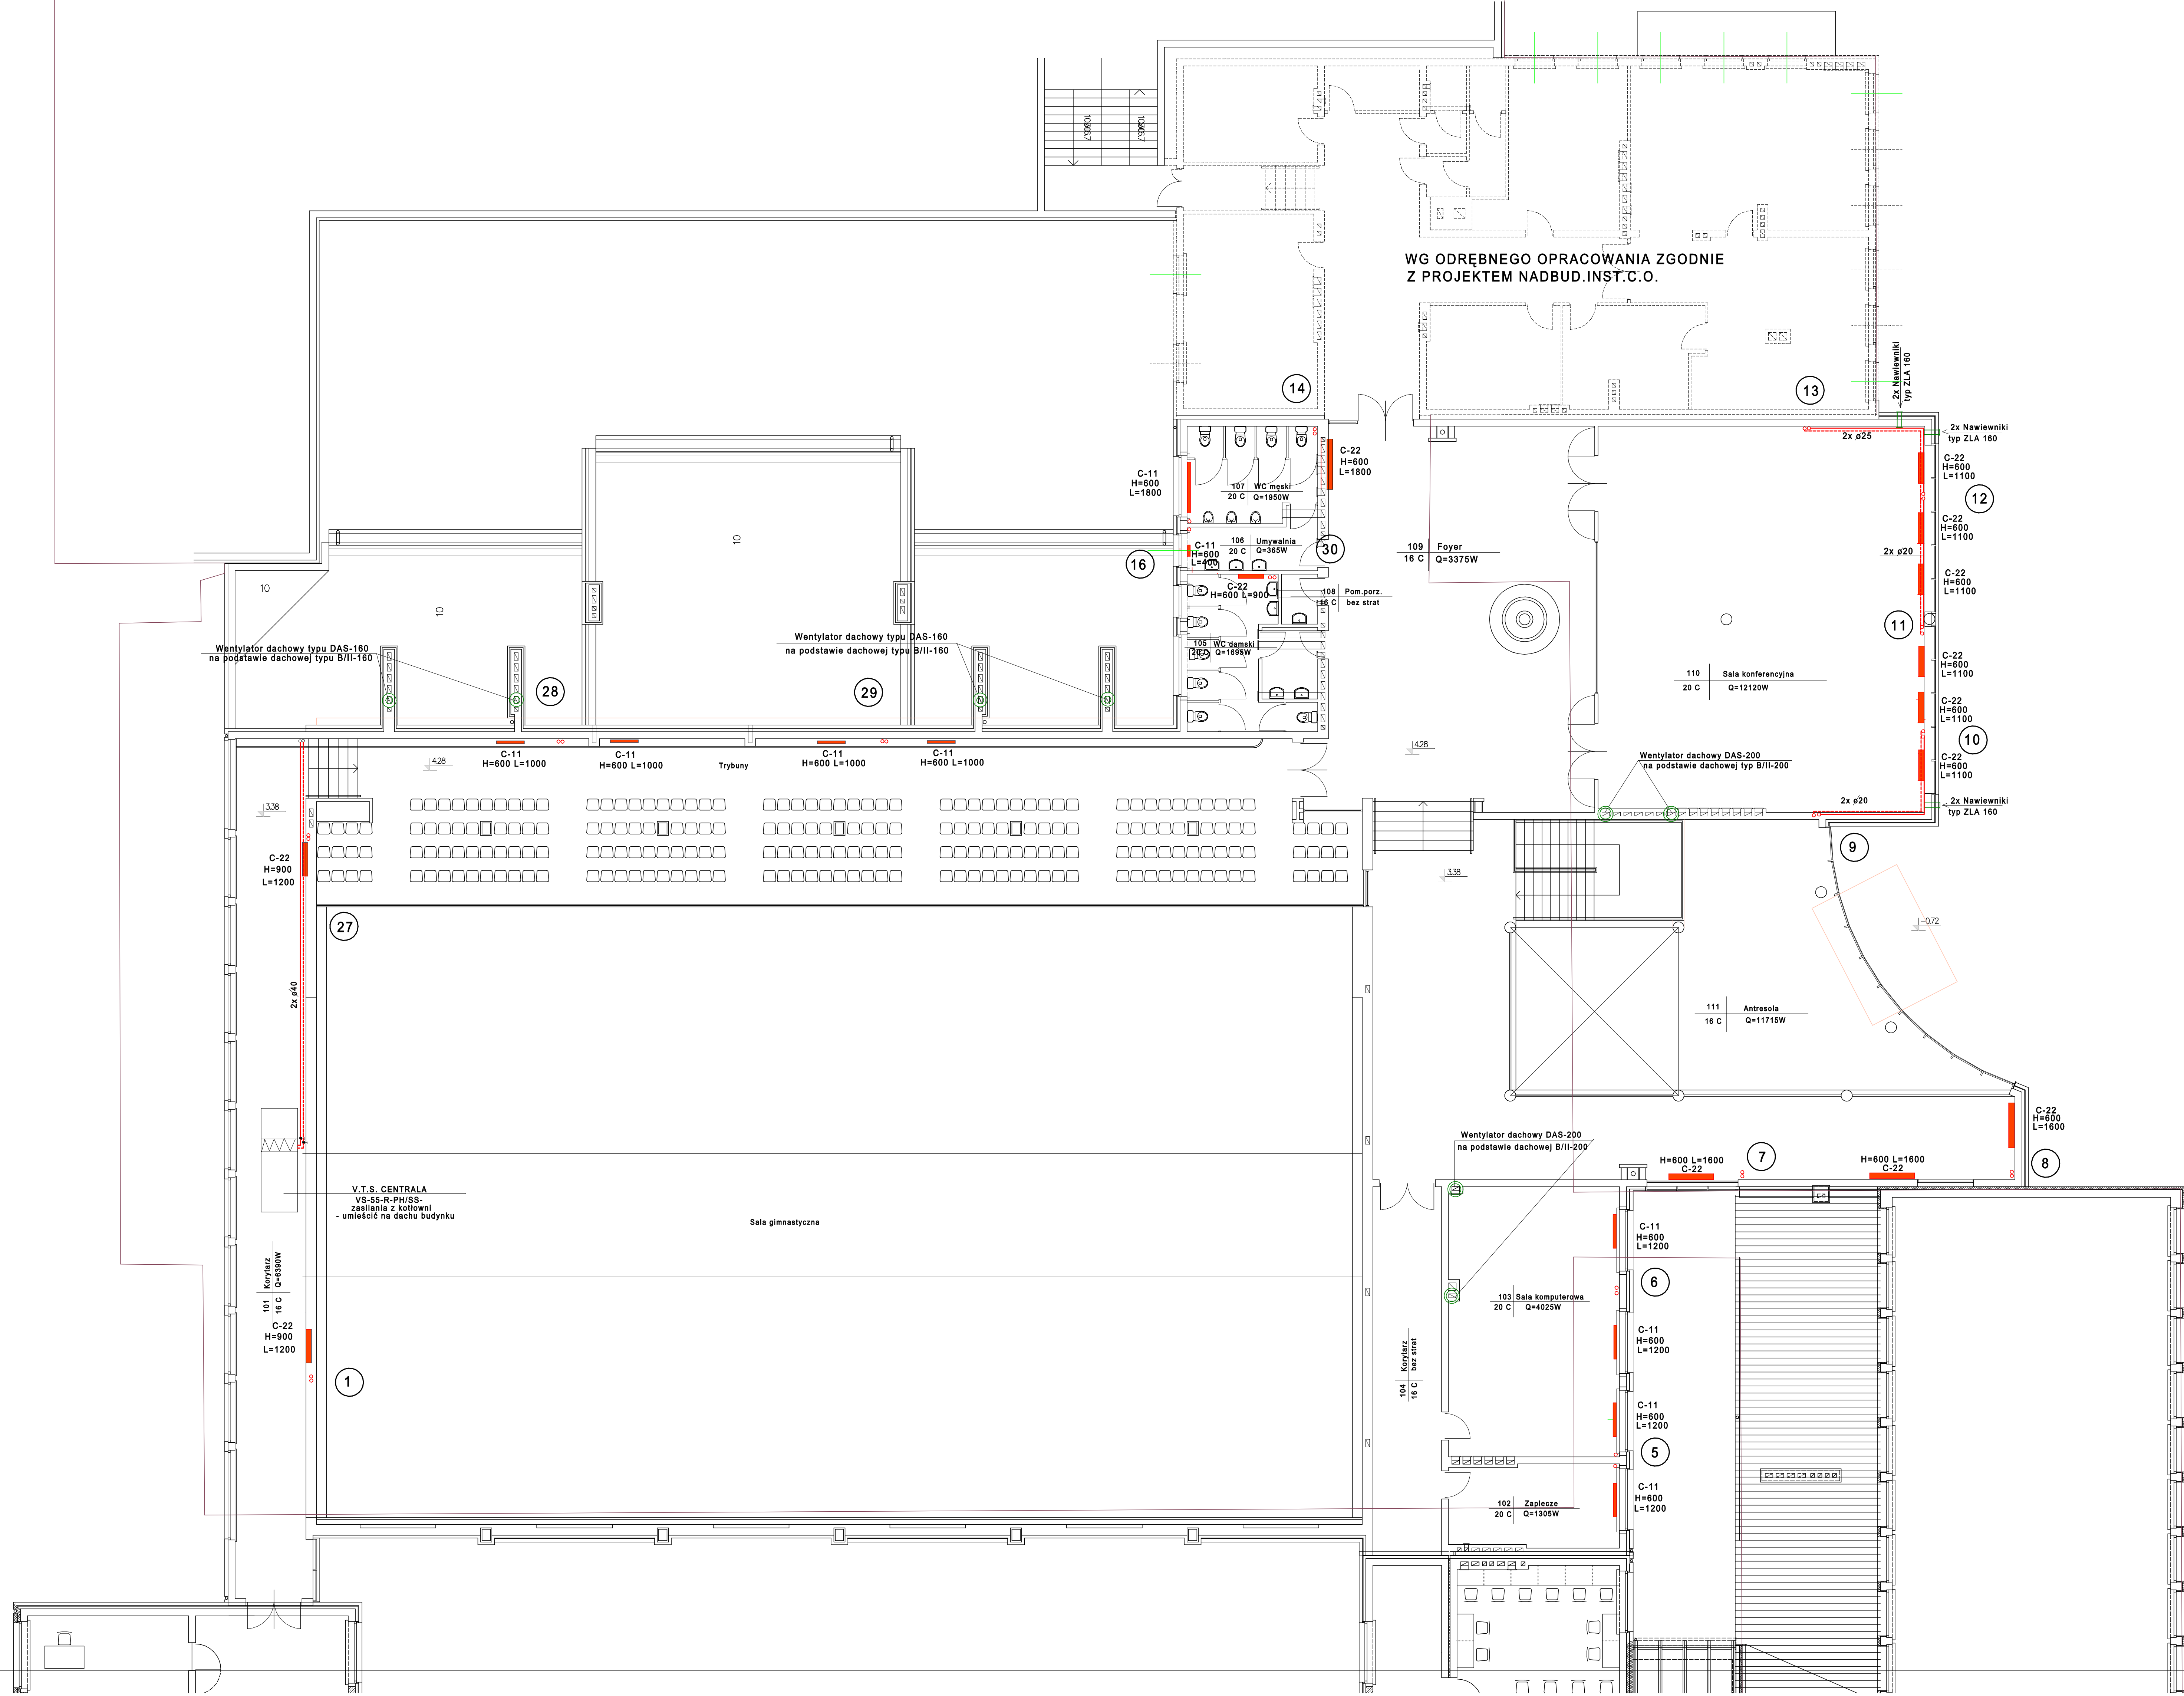 WG ODRĘBNEGO OPRACOWANIA ZGODNIE
Z PROJEKTEM NADBUD.INST.C.O.
14
13
2x Nawiewniki
typ ZLA 160
2x Nawiewniki
typ ZLA 160
2x ø25
C-22
H=600
L=1100
12
C-22
H=600
L=1100
2x ø20
C-22
H=600
L=1100
11
C-22
H=600
L=1100
C-22
H=600
L=1100
10
C-22
H=600
L=1100
2x ø20
2x Nawiewniki
typ ZLA 160
C-22
H=600
L=1800
C-11
H=600
L=1800
107 WC męski
20 C Q=1950W
106 Umywalnia
20 C Q=365W
C-11
H=600
L=400
16
30
C-22
H=600 L=900
108 Pom.porz.
16 C bez strat
105 WC damski
20 C Q=1695W
109 Foyer
16 C Q=3375W
110 Sala konferencyjna
20 C Q=12120W
10
10
10
Wentylator dachowy typu DAS-160
na podstawie dachowej typu B/II-160
Wentylator dachowy typu DAS-160
na podstawie dachowej typu B/II-160
28
29
C-11
H=600 L=1000
C-11
H=600 L=1000
Trybuny
C-11
H=600 L=1000
C-11
H=600 L=1000
4.28
4.28
3.38
3.38
Wentylator dachowy DAS-200
na podstawie dachowej typ B/II-200
9
-0.72
C-22
H=900
L=1200
27
2x ø40
111 Antresola
16 C Q=11715W
C-22
H=600
L=1600
8
7
H=600 L=1600
C-22
H=600 L=1600
C-22
Wentylator dachowy DAS-200
na podstawie dachowej B/II-200
V.T.S. CENTRALA
VS-55-R-PH/SS-
zasilania z kotłowni
- umieścić na dachu budynku
Sala gimnastyczna
101 Korytarz
16 C Q=6390W
C-22
H=900
L=1200
1
C-11
H=600
L=1200
6
103 Sala komputerowa
20 C Q=4025W
C-11
H=600
L=1200
104 Korytarz
16 C bez strat
C-11
H=600
L=1200
5
C-11
H=600
L=1200
102 Zaplecze
20 C Q=1305W